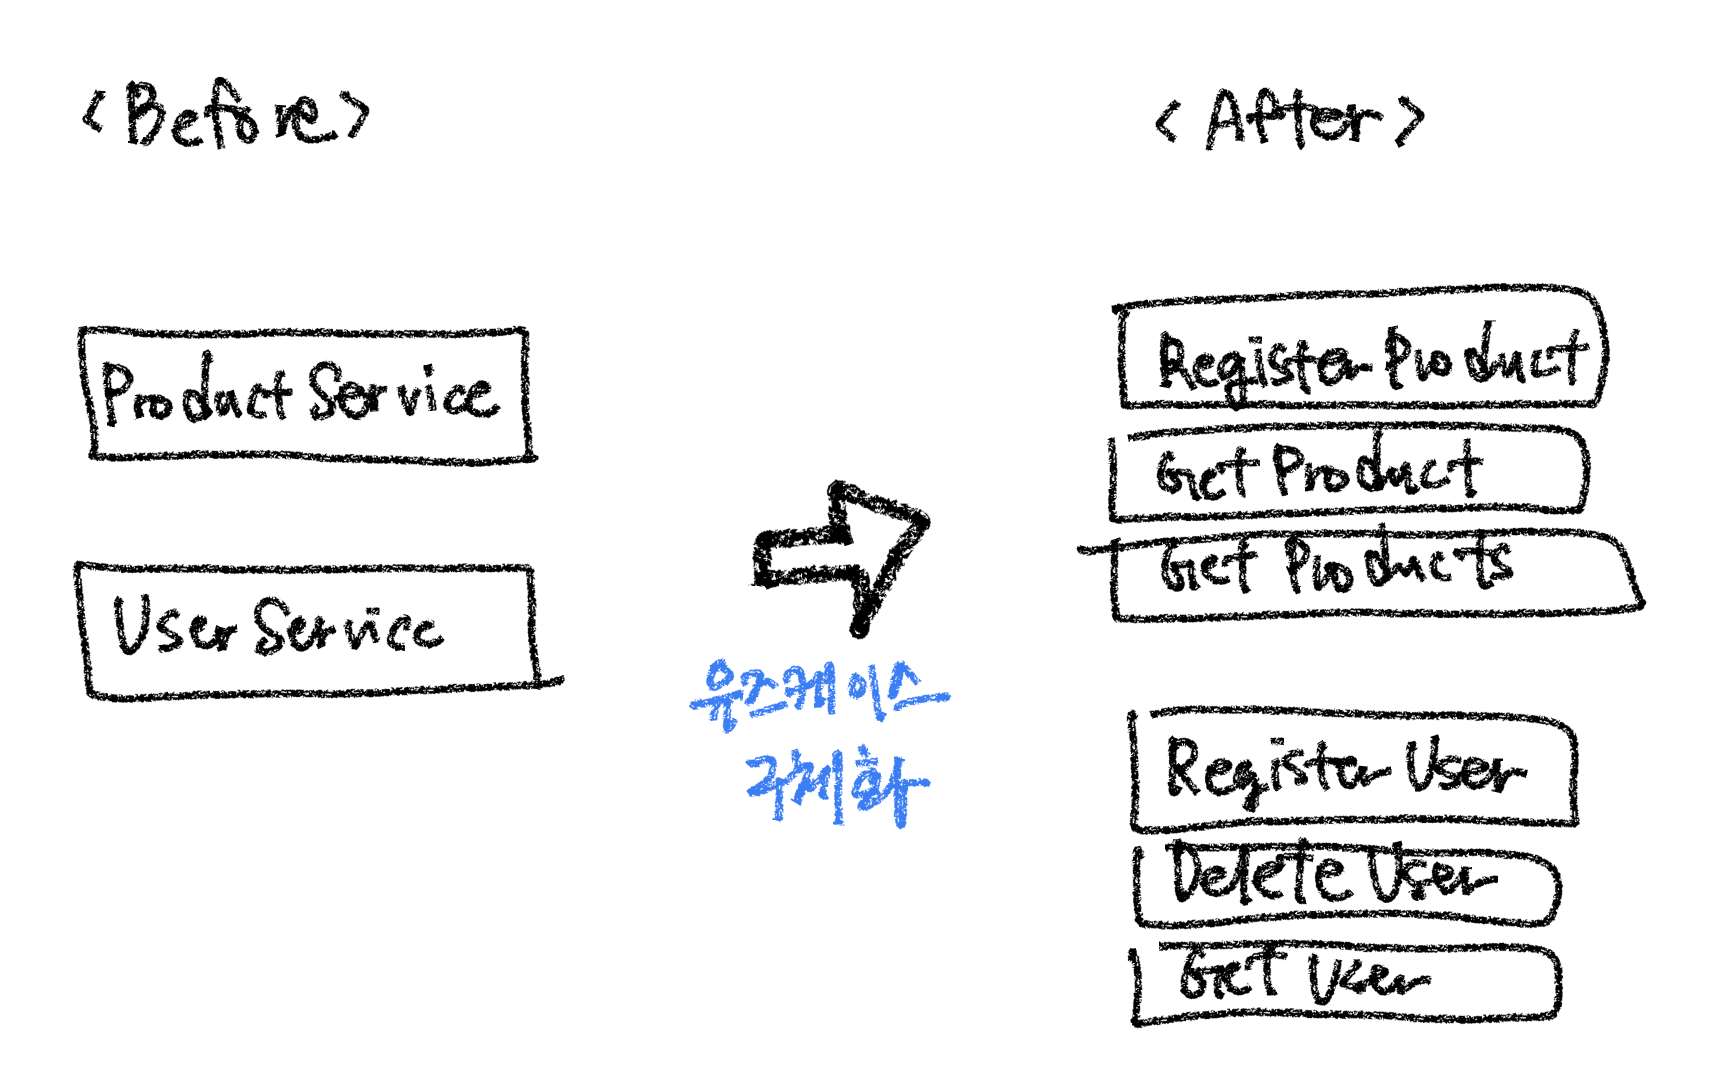 <Before>
<After>
Product Service
User Service
유즈케이스
구체화
Register Product
Get Product
Get Products
Register User
Delete User
Get User